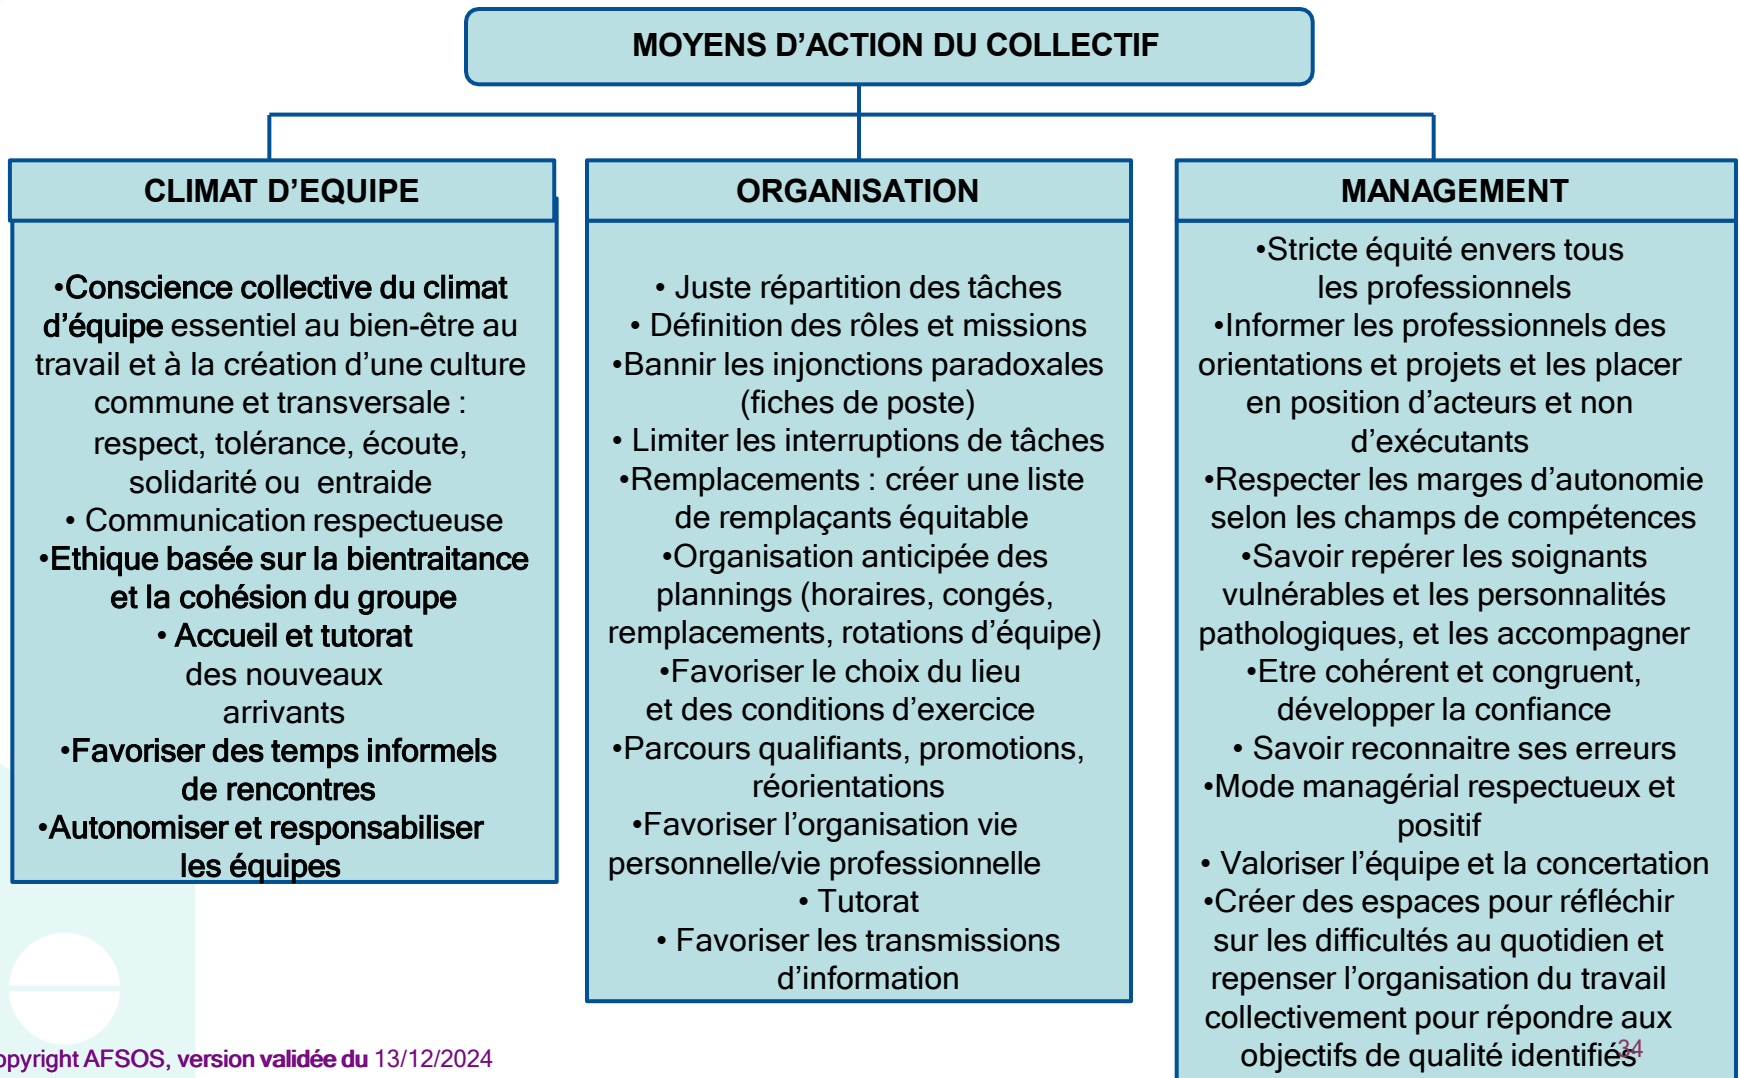 MOYENS D’ACTION DU COLLECTIF
CLIMAT D’EQUIPE
•Conscience collective du climat
d’équipe essentiel au bien-être au
travail et à la création d’une culture
commune et transversale :
respect, tolérance, écoute,
solidarité ou entraide
• Communication respectueuse
•Ethique basée sur la bientraitance
et la cohésion du groupe
• Accueil et tutorat
des nouveaux
arrivants
•Favoriser des temps informels
de rencontres
•Autonomiser et responsabiliser
les équipes
ORGANISATION
• Juste répartition des tâches
• Définition des rôles et missions
•Bannir les injonctions paradoxales
(fiches de poste)
• Limiter les interruptions de tâches
•Remplacements : créer une liste
de remplaçants équitable
•Organisation anticipée des
plannings (horaires, congés,
remplacements, rotations d’équipe)
•Favoriser le choix du lieu
et des conditions d’exercice
•Parcours qualifiants, promotions,
réorientations
•Favoriser l’organisation vie
personnelle/vie professionnelle
• Tutorat
• Favoriser les transmissions
d’information
MANAGEMENT
•Stricte équité envers tous
les professionnels
•Informer les professionnels des
orientations et projets et les placer
en position d’acteurs et non
d’exécutants
•Respecter les marges d’autonomie
selon les champs de compétences
•Savoir repérer les soignants
vulnérables et les personnalités
pathologiques, et les accompagner
•Etre cohérent et congruent,
développer la confiance
• Savoir reconnaitre ses erreurs
•Mode managérial respectueux et
positif
• Valoriser l’équipe et la concertation
•Créer des espaces pour réfléchir
sur les difficultés au quotidien et
repenser l’organisation du travail
collectivement pour répondre aux
objectifs de qualité identifiés
opyright AFSOS, version validée du 13/12/2024
34